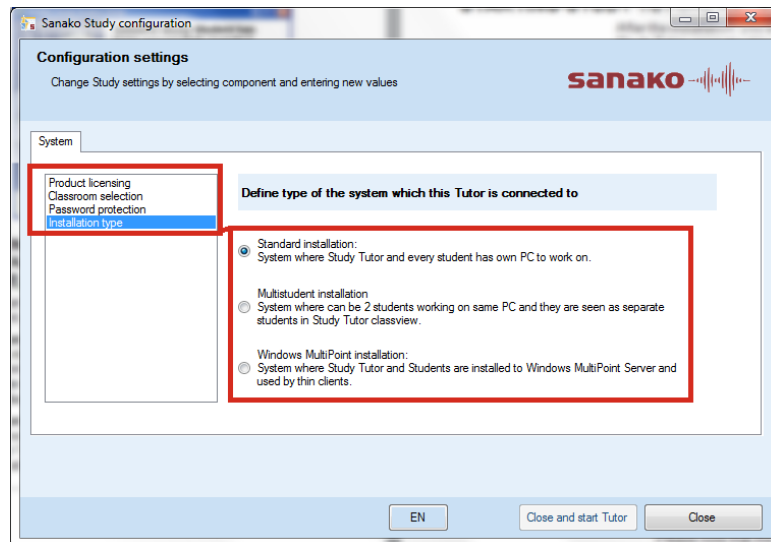 Sanako Study configuration
Configuration settings
Change Study settings by selecting component and entering new values
sanako
System
Product licensing
Classroom selection
Password protection
Installation type
Define type of the system which this Tutor is connected to
Standard installation:
System where Study Tutor and every student has own PC to work on.
Multistudent installation
System where can be 2 students working on same PC and they are seen as separate
students in Study Tutor classview.
Windows MultiPoint installation:
System where Study Tutor and Students are installed to Windows MultiPoint Server and
used by thin clients.
EN
Close and start Tutor
Close